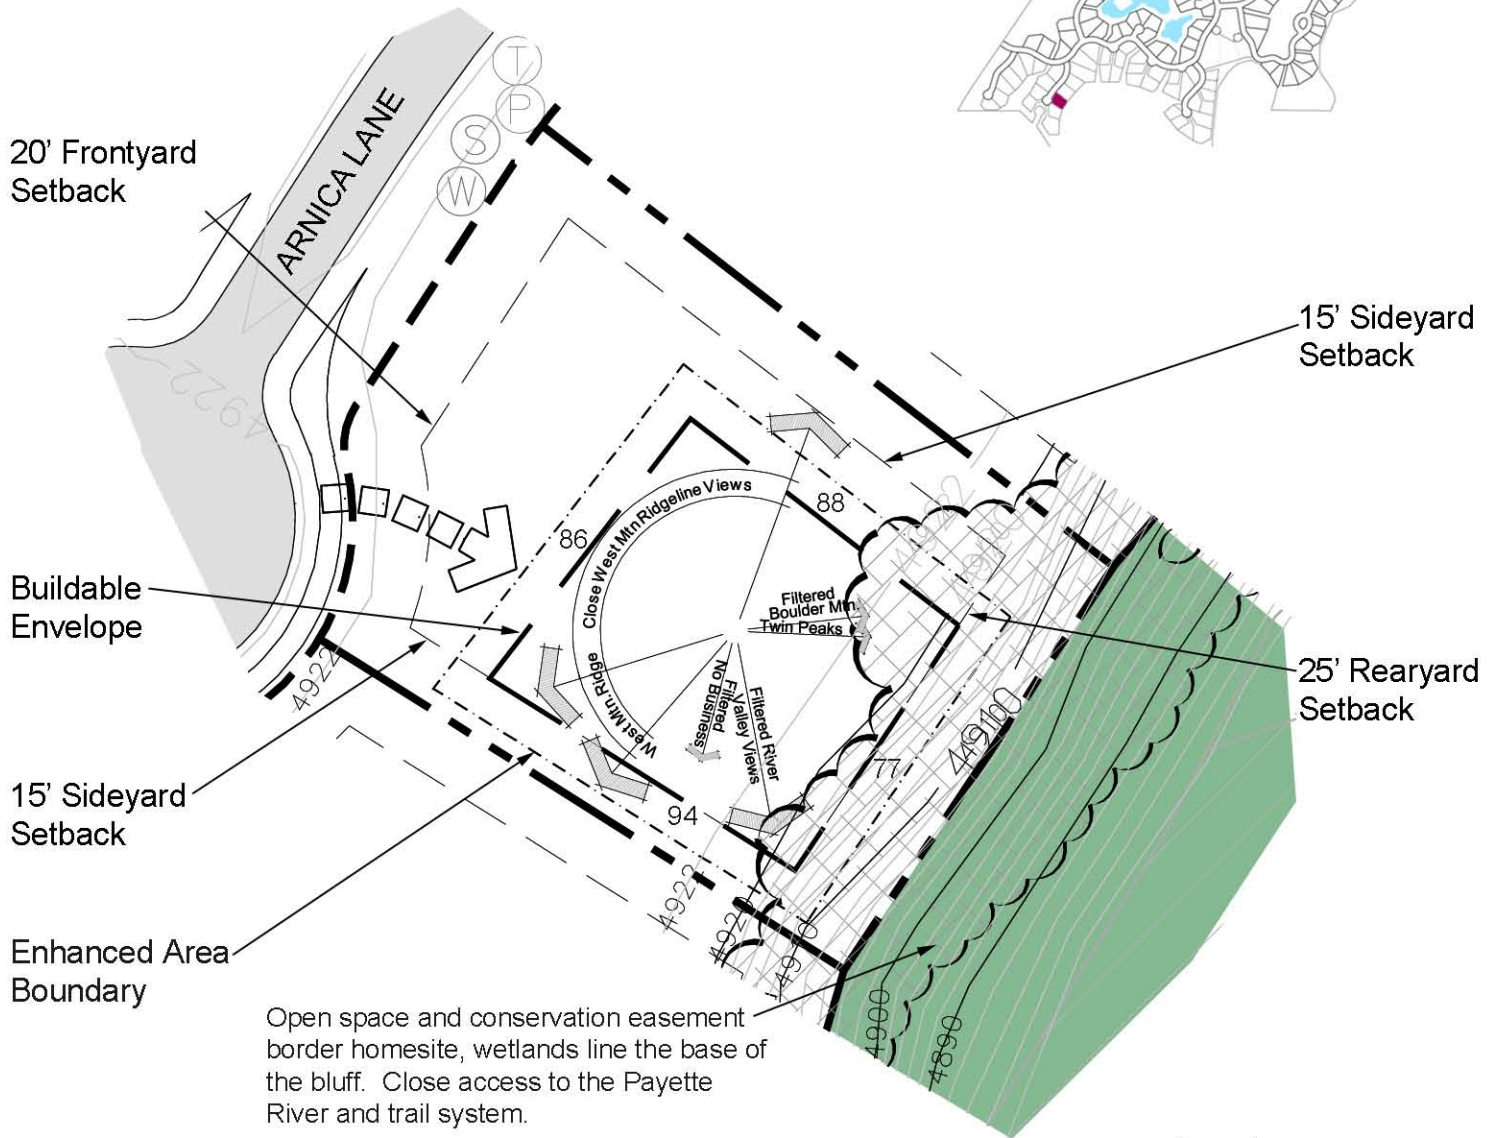 T
P
S
W
ARNICA LANE
20' Frontyard
Setback
15' Sideyard
Setback
4922
88
86
Close West Mtn Ridgeline Views
4922
Filtered
Boulder Mtn.
Twin Peaks
Buildable
Envelope
West Mtn. Ridge
No Business
Filtered
Filtered River
Valley Views
25' Rearyard
Setback
4922
77
15' Sideyard
Setback
94
4922
4920
Enhanced Area
Boundary
Open space and conservation easement
border homesite, wetlands line the base of
the bluff. Close access to the Payette
River and trail system.
4900
4890